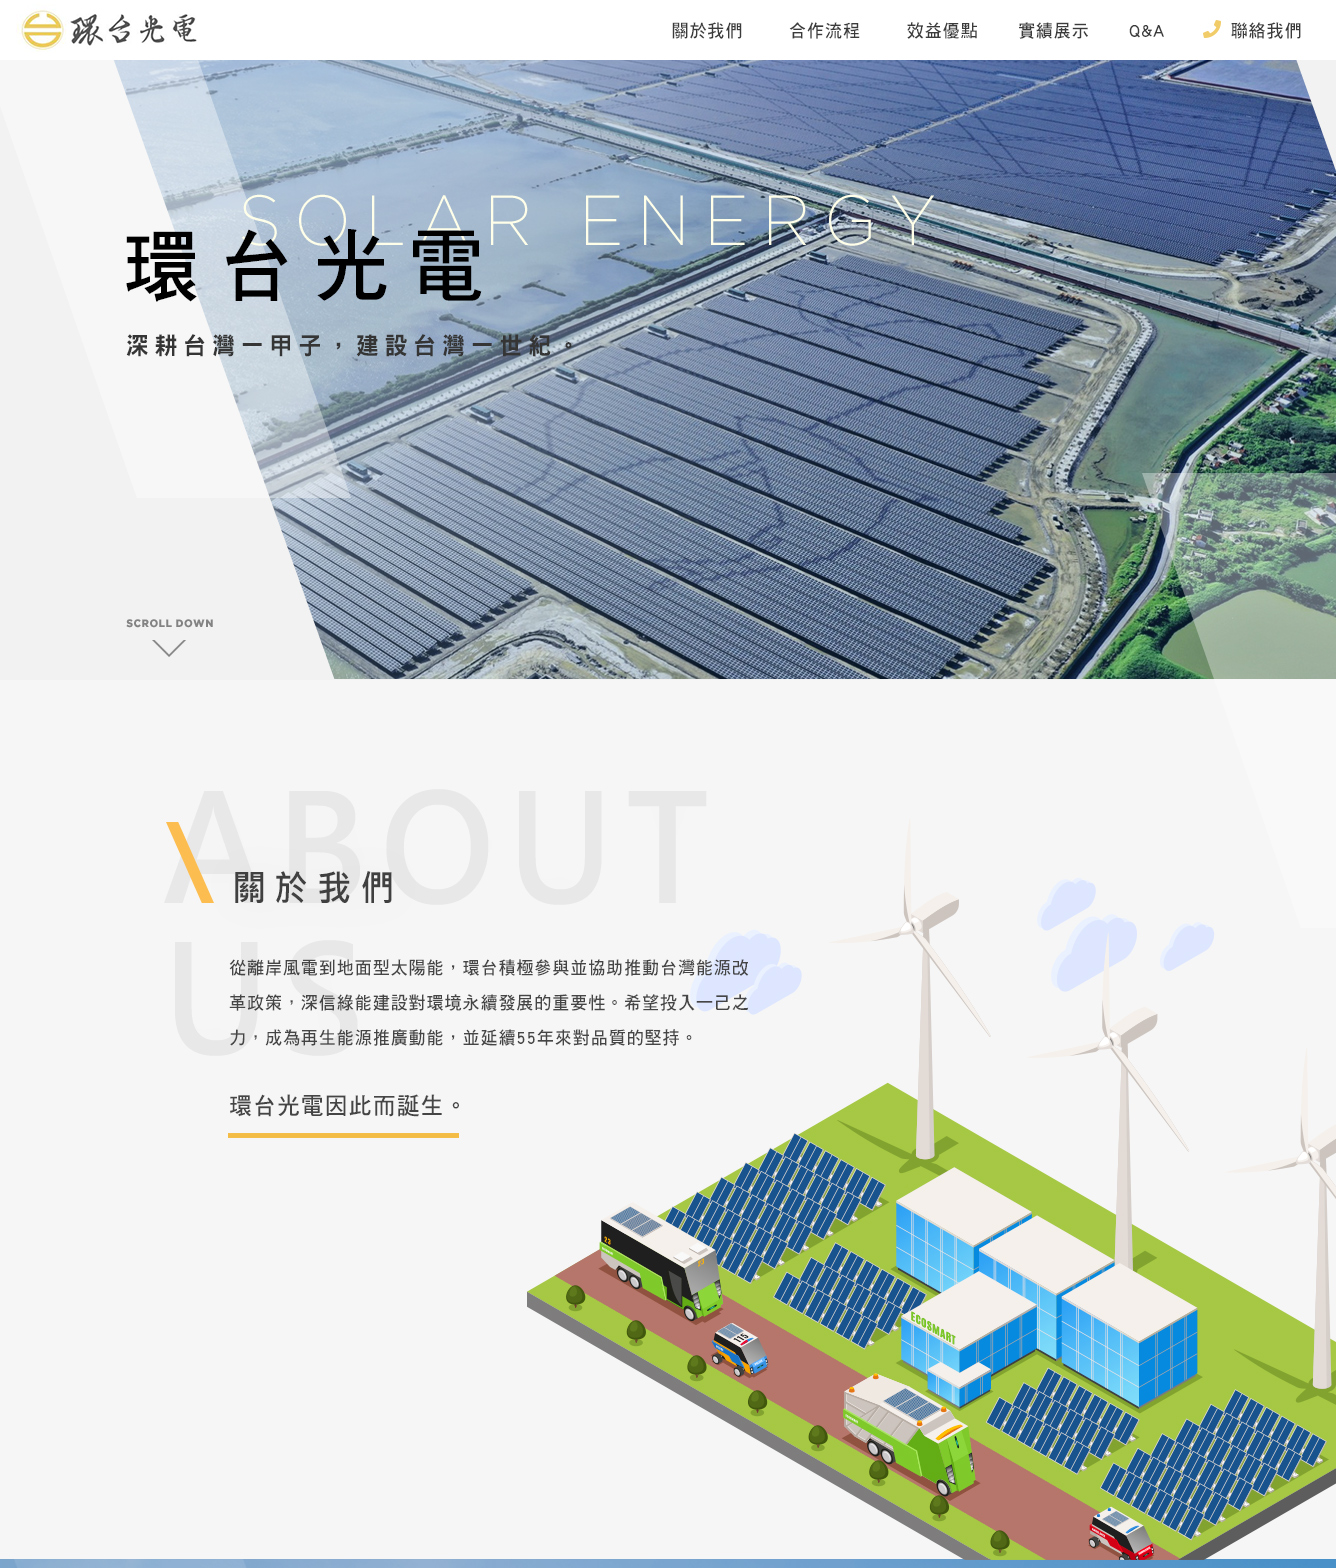 環台光電
關於我們
合作流程
效益優點
實績展示
Q&A
聯絡我們
SOLAR ENERGY
環台光電
深耕台灣一甲子，建設台灣一世紀。
SCROLL DOWN
ABOUT
US
關於我們
從離岸風電到地面型太陽能，環台積極參與並協助推動台灣能源改
革政策，深信綠能建設對環境永續發展的重要性。希望投入一己之
力，成為再生能源推廣動能，並延續55年來對品質的堅持。
環台光電因此而誕生。
23
115
ECOSMART